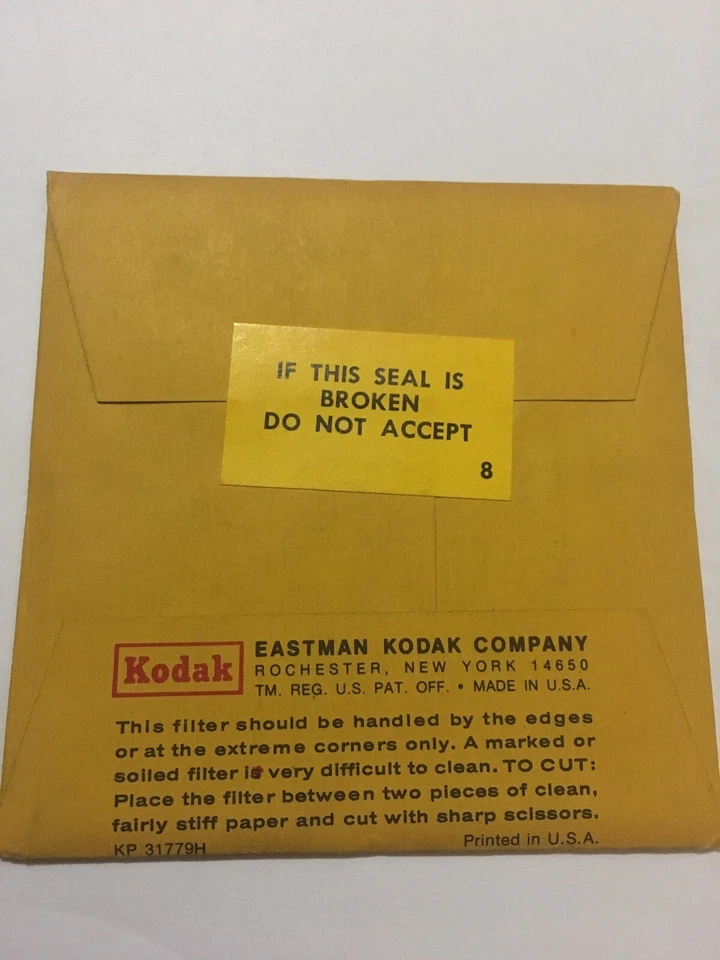 IF THIS SEAL IS
BROKEN
DO NOT ACCEPT
8
Kodak
EASTMAN KODAK COMPANY
ROCHESTER, NEW YORK 14650
TM. REG. U.S. PAT. OFF. • MADE IN U.S.A.
This filter should be handled by the edges
or at the extreme corners only. A marked or
soiled filter is very difficult to clean. TO CUT:
Place the filter between two pieces of clean,
fairly stiff paper and cut with sharp scissors.
KP 31779H Printed in U.S.A.